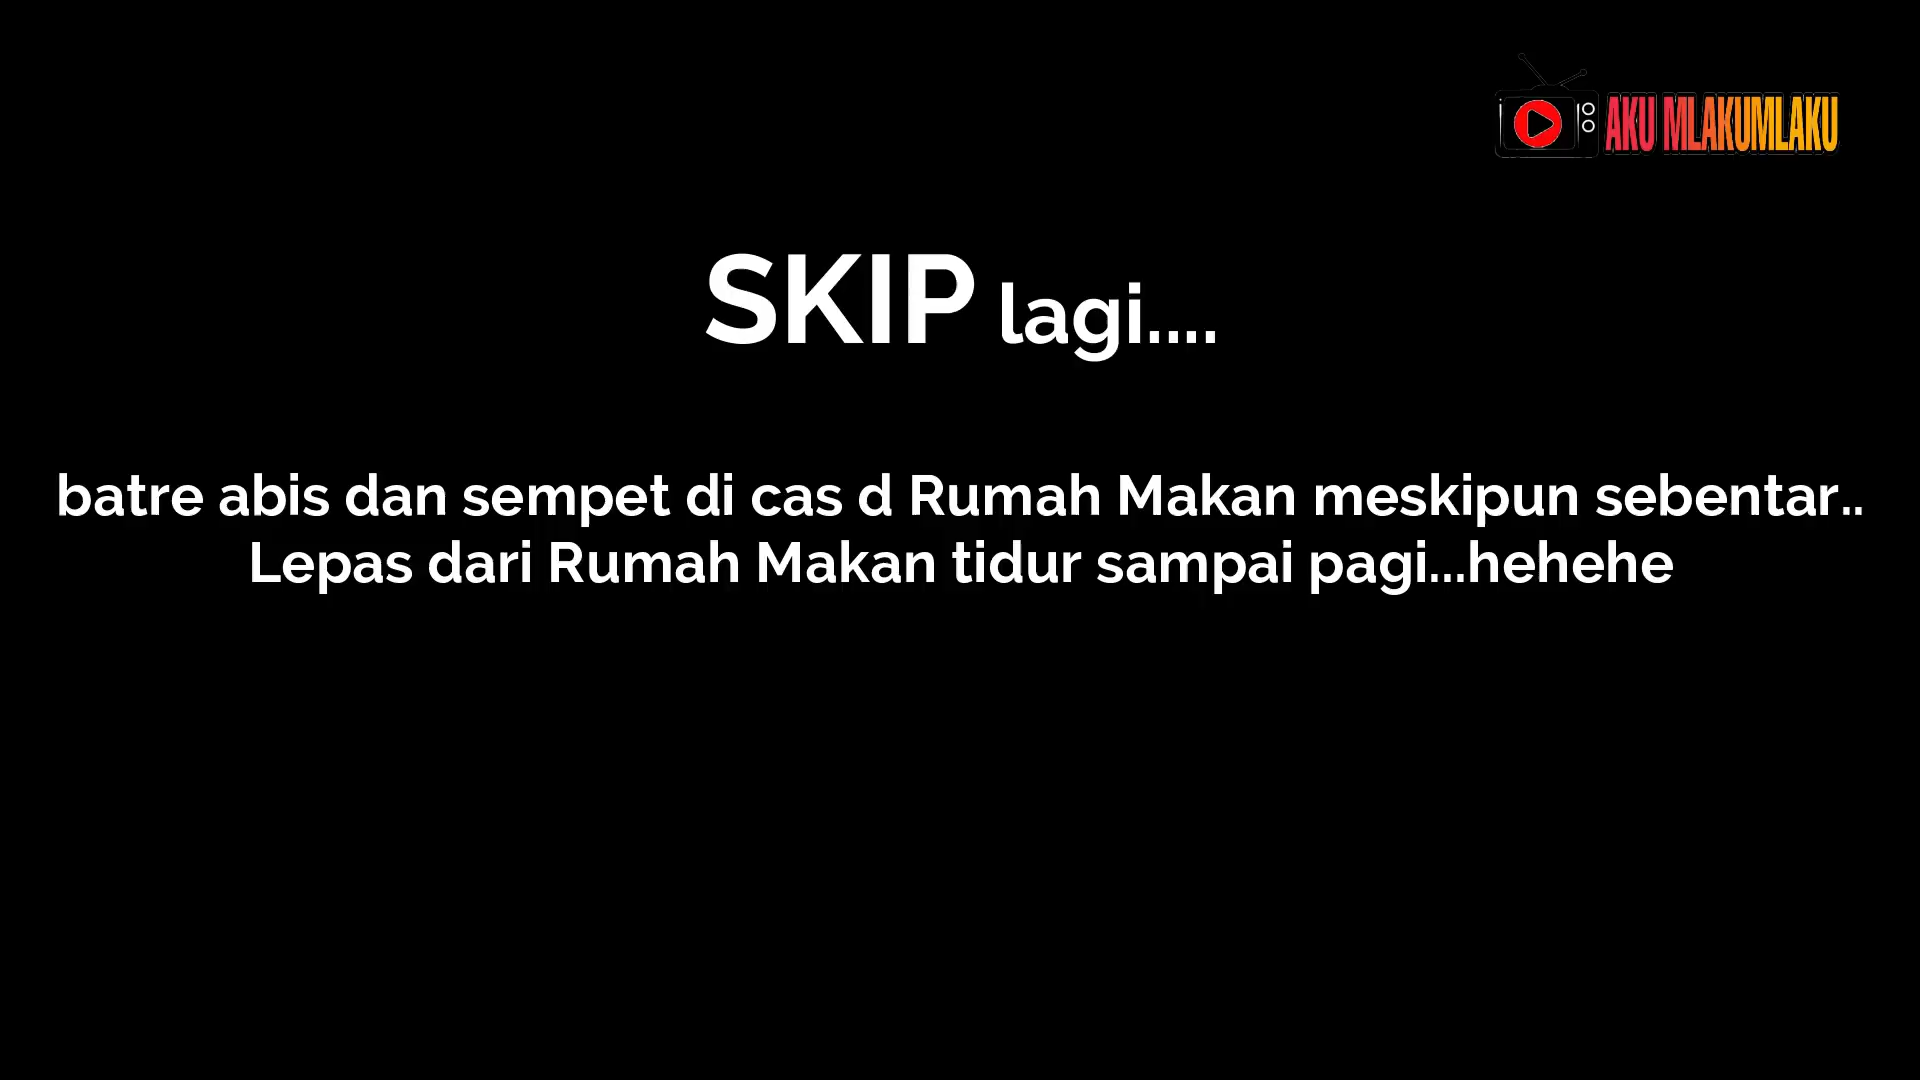 AKU MLAKUMLAKU
SKIP lagi....
batre abis dan sempet di cas d Rumah Makan meskipun sebentar..
Lepas dari Rumah Makan tidur sampai pagi...hehehe